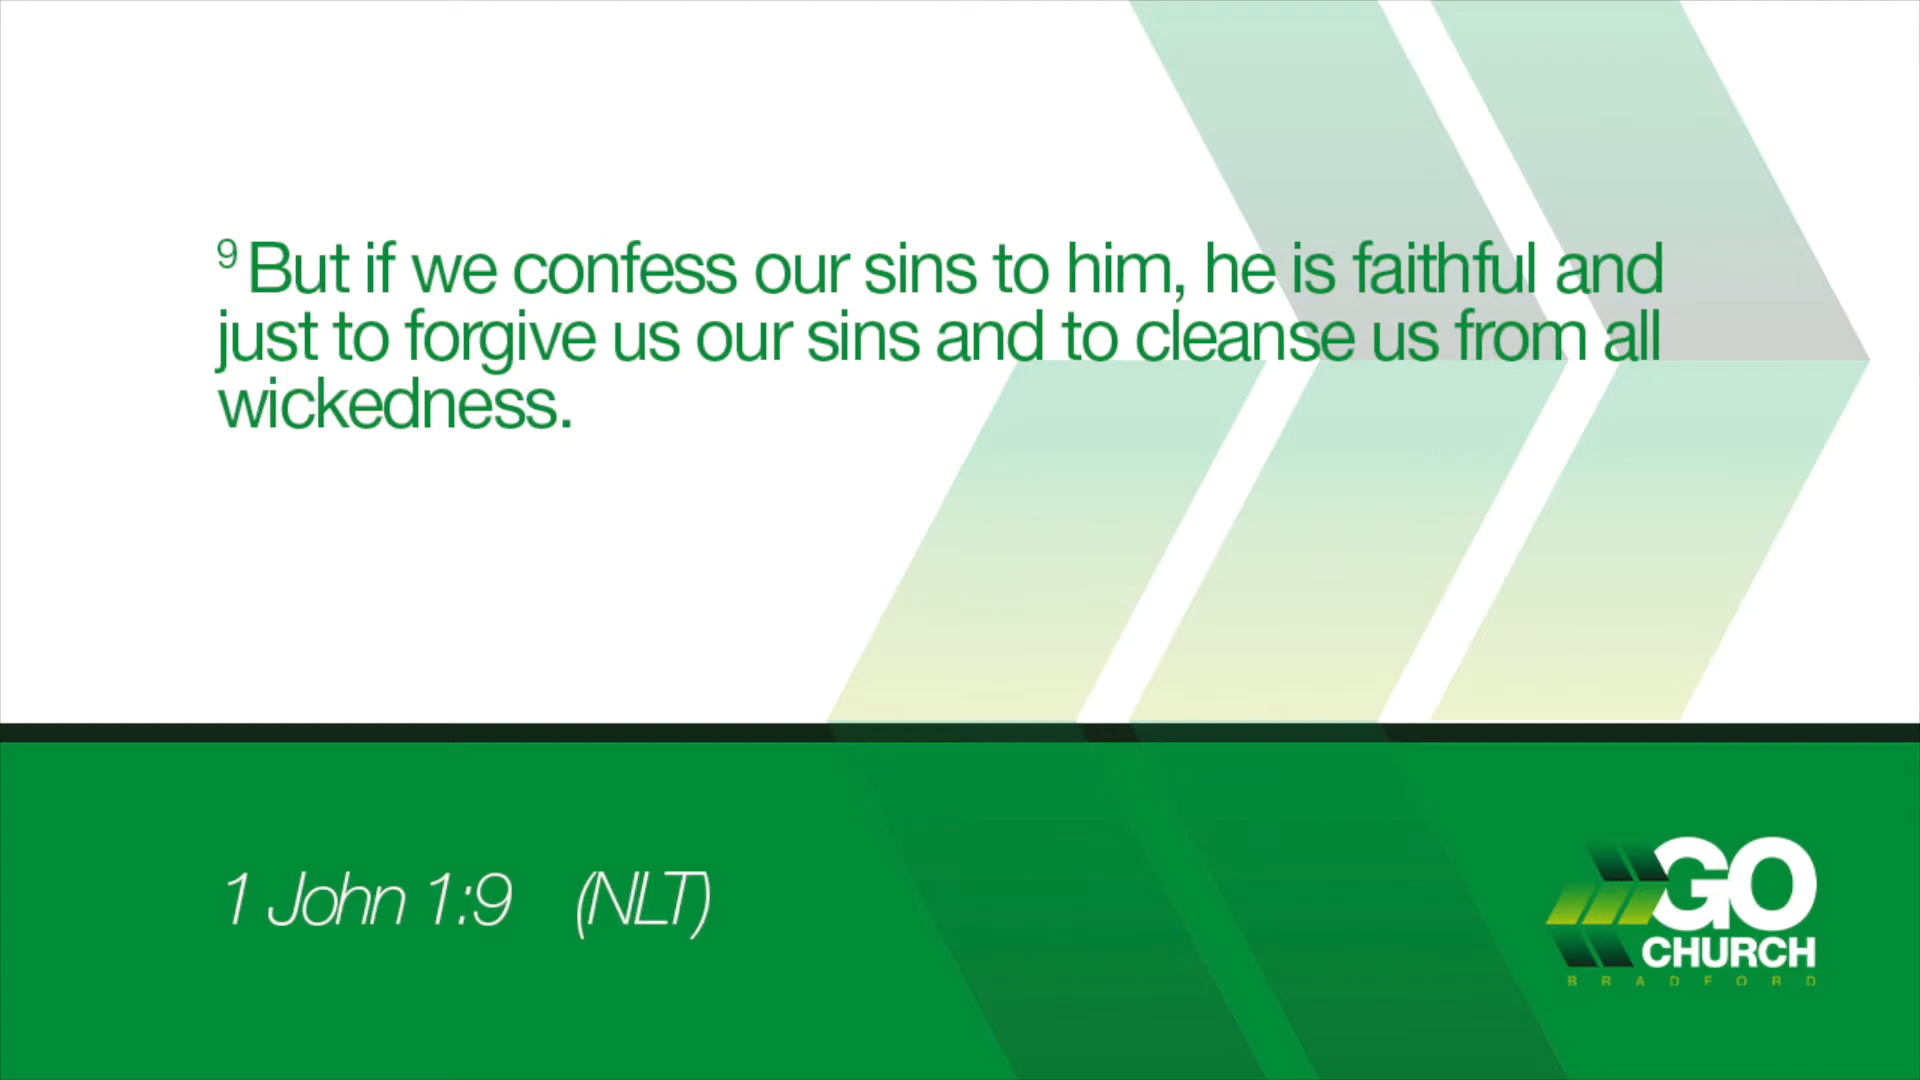 9 But if we confess our sins to him, he is faithful and
just to forgive us our sins and to cleanse us from all
wickedness.
1 John 1:9 (NLT)
GO
CHURCH
BRADFORD